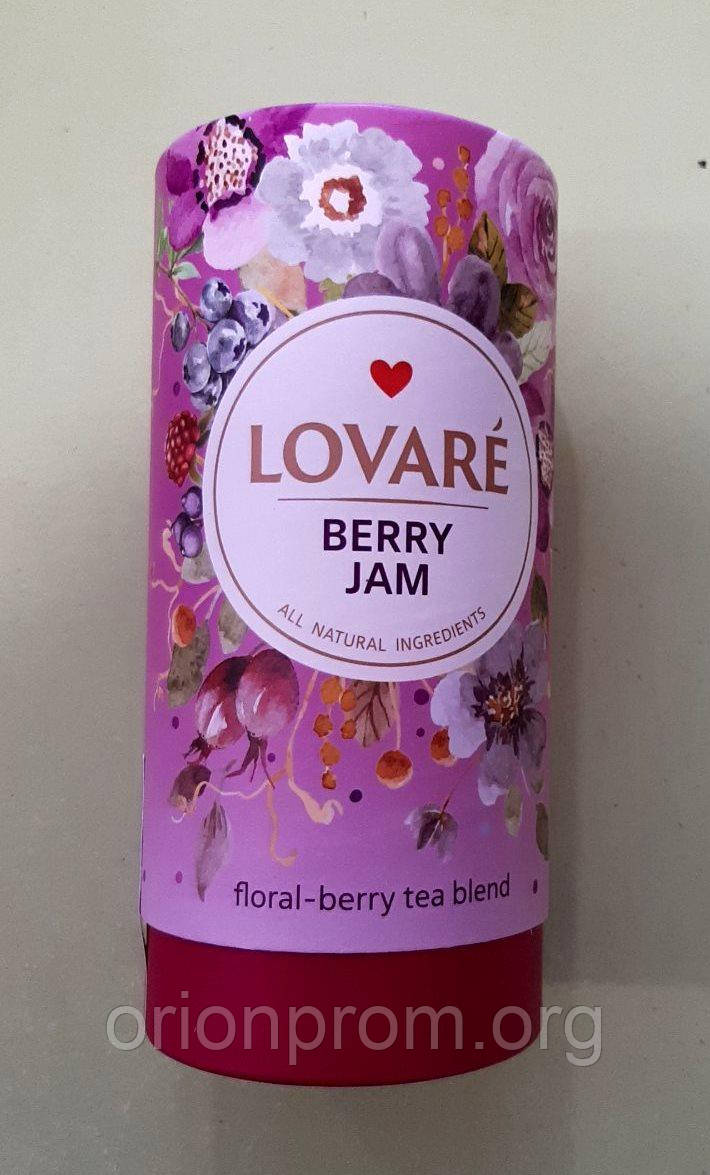 LOVARÉ
BERRY
JAM
ALL NATURAL INGREDIENTS
floral-berry tea blend
orionprom.org